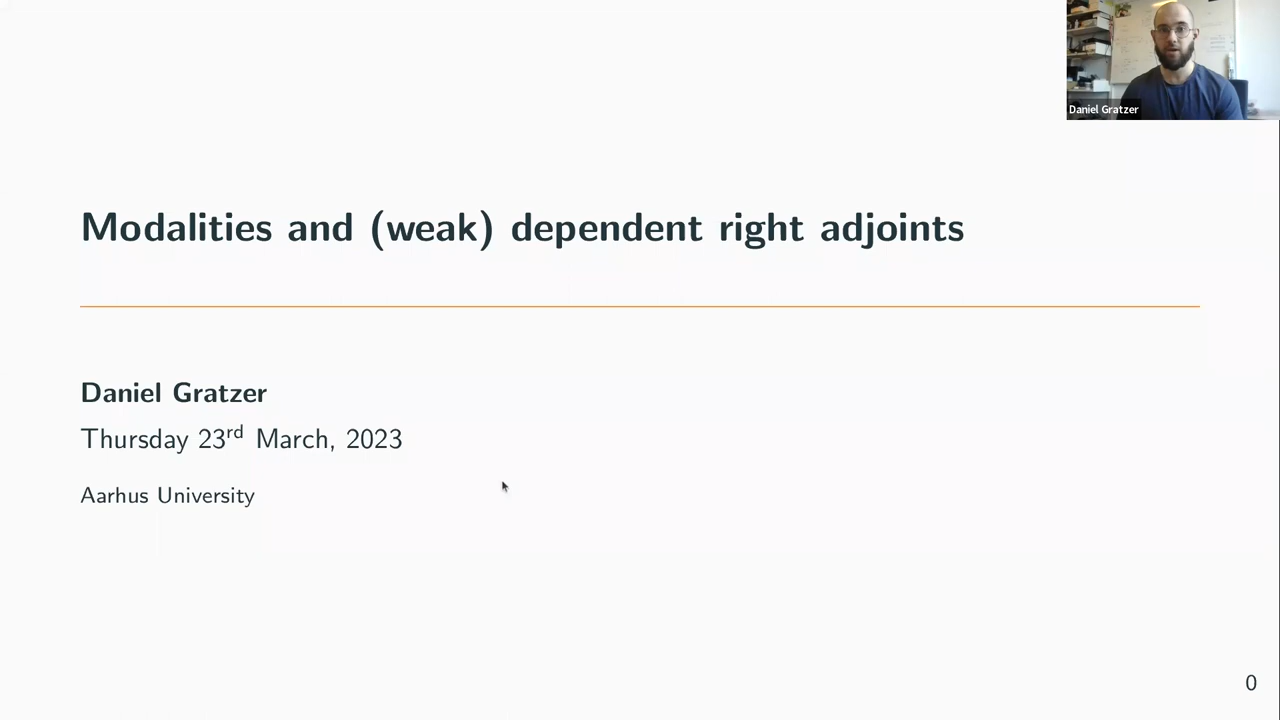 Daniel Gratzer
Modalities and (weak) dependent right adjoints
Daniel Gratzer
Thursday 23rd March, 2023
Aarhus University
0